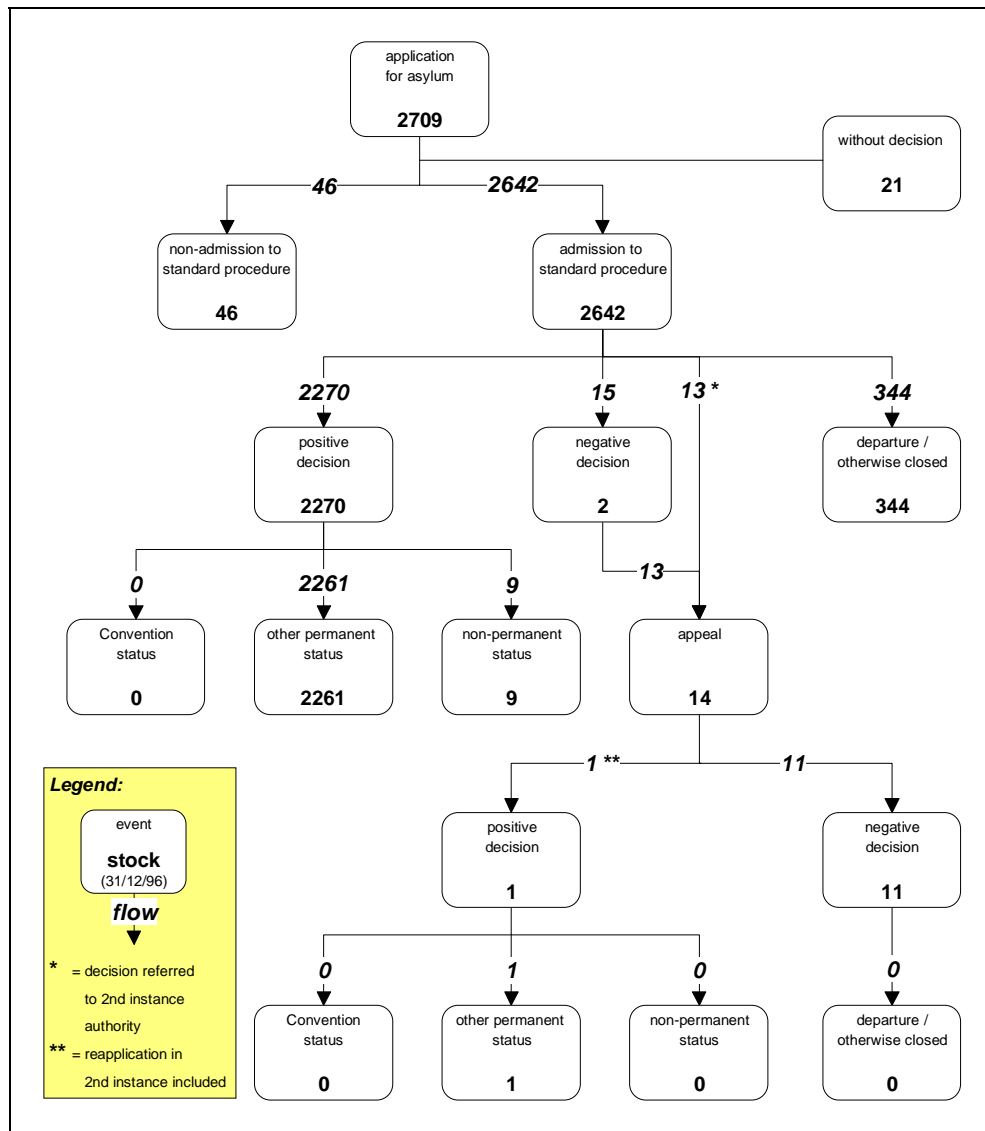 application
for asylum
2709
without decision
21
46
2642
non-admission to
standard procedure
46
admission to
standard procedure
2642
2270
15
13 *
344
positive
decision
2270
negative
decision
2
departure /
otherwise closed
344
13
0
2261
9
Convention
status
0
other permanent
status
2261
non-permanent
status
9
appeal
14
1 **
11
positive
decision
1
negative
decision
11
0
1
0
0
Convention
status
0
other permanent
status
1
non-permanent
status
0
departure /
otherwise closed
0
Legend:
event
stock
(31/12/96)
flow
* = decision referred
to 2nd instance
authority
** = reapplication in
2nd instance included